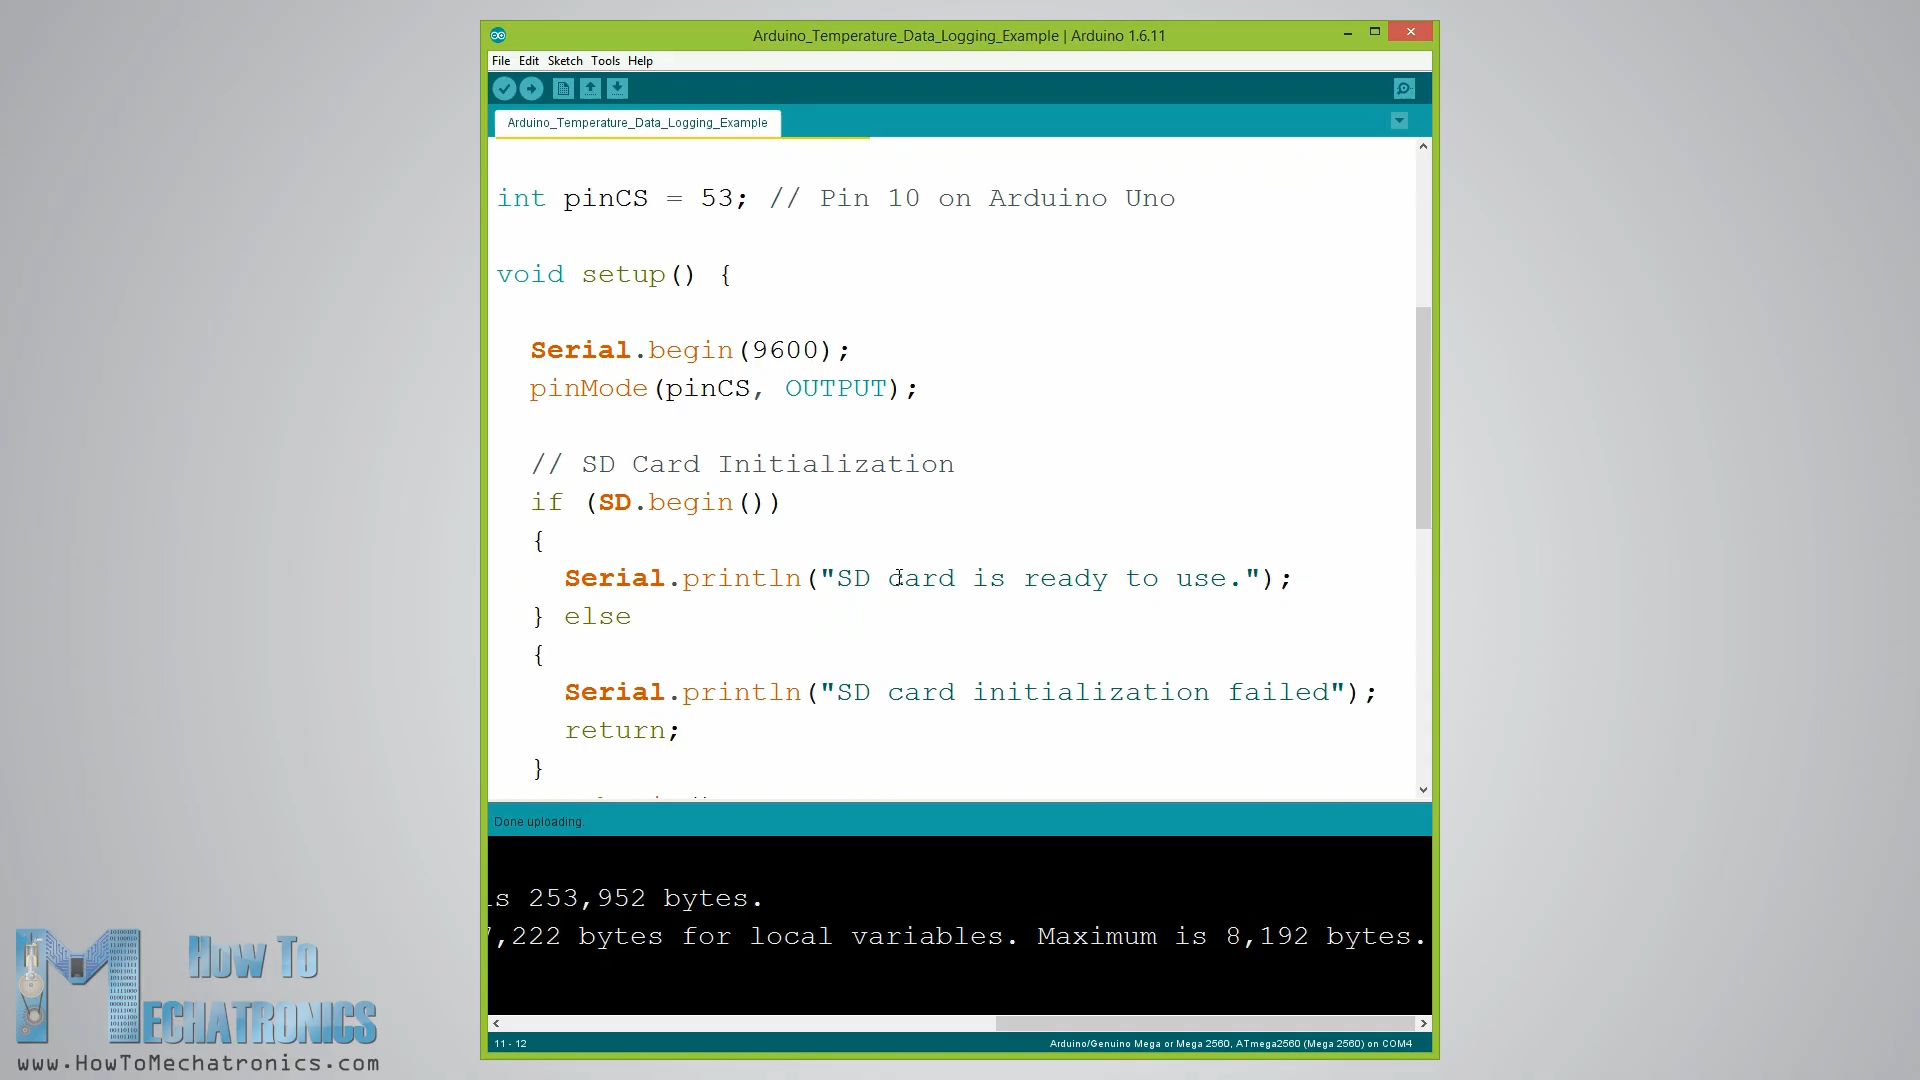 Arduino_Temperature_Data_Logging_Example | Arduino 1.6.11
File Edit Sketch Tools Help
Arduino_Temperature_Data_Logging_Example
int pinCS = 53; // Pin 10 on Arduino Uno
void setup() {
Serial.begin(9600);
pinMode(pinCS, OUTPUT);
// SD Card Initialization
if (SD.begin())
{
Serial.println("SD card is ready to use.");
} else
{
Serial.println("SD card initialization failed");
return;
}
Done uploading.
is 253,952 bytes.
7,222 bytes for local variables. Maximum is 8,192 bytes.
11 - 12
Arduino/Genuino Mega or Mega 2560, ATmega2560 (Mega 2560) on COM4
How To
MECHATRONICS
www.HowToMechatronics.com